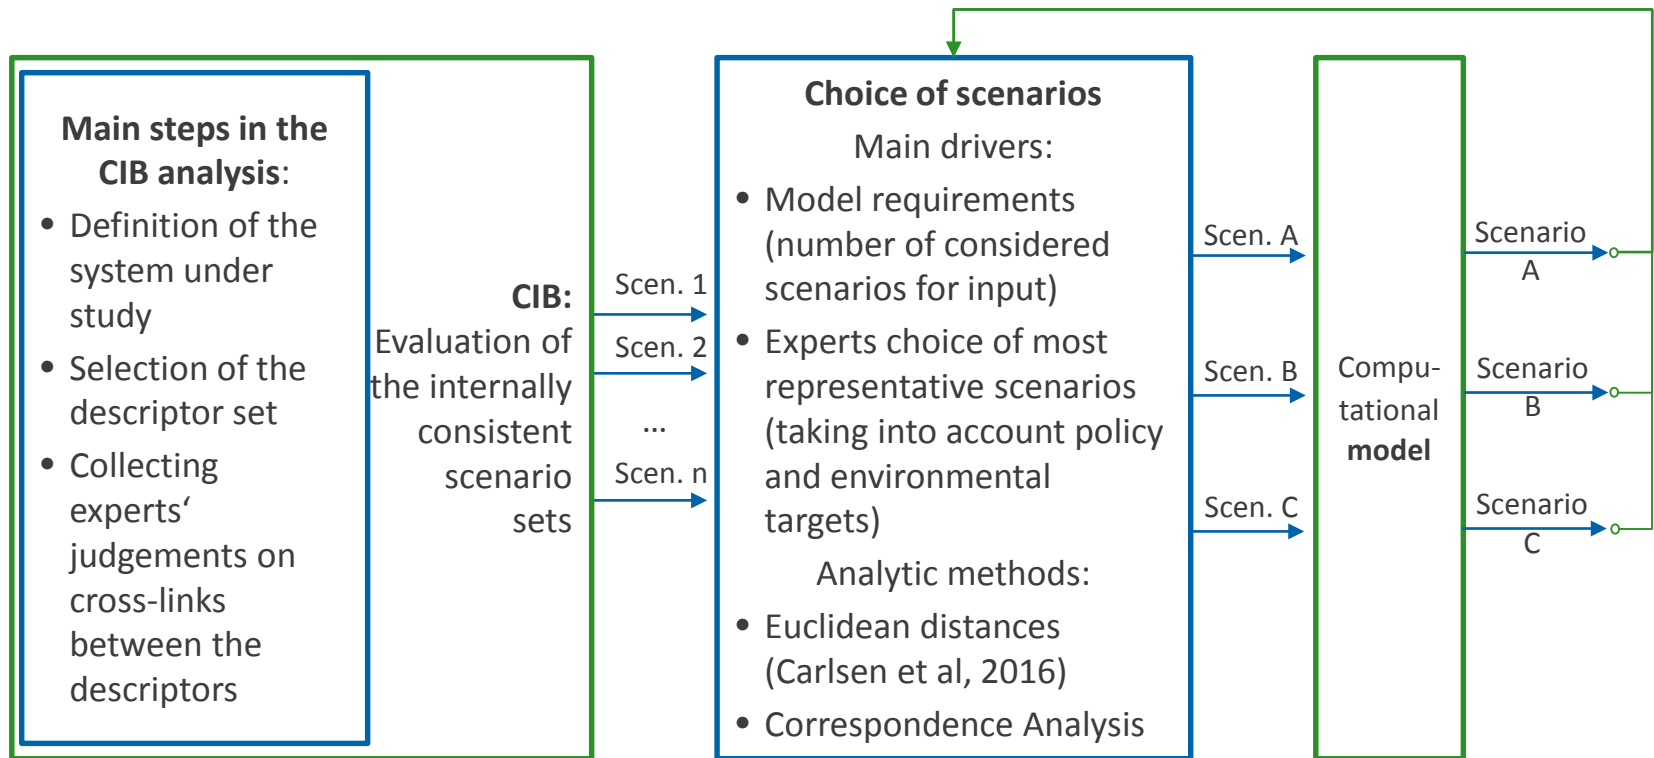 Main steps in the
CIB analysis:
• Definition of the
system under
study
• Selection of the
descriptor set
• Collecting
experts‘
judgements on
cross-links
between the
descriptors
CIB:
Evaluation of
the internally
consistent
scenario
sets
Scen. 1
Scen. 2
...
Scen. n
Choice of scenarios
Main drivers:
• Model requirements
(number of considered
scenarios for input)
• Experts choice of most
representative scenarios
(taking into account policy
and environmental
targets)
Analytic methods:
• Euclidean distances
(Carlsen et al, 2016)
• Correspondence Analysis
Scen. A
Scen. B
Scen. C
Compu-
tational
model
Scenario
A
Scenario
B
Scenario
C